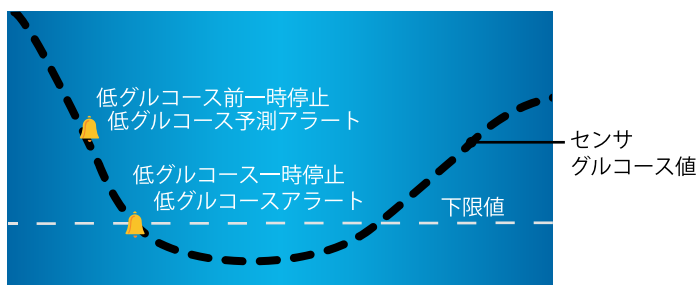 低グルコース前一時停止
低グルコース予測アラート
低グルコース一時停止
低グルコースアラート
下限値
センサ
グルコース値